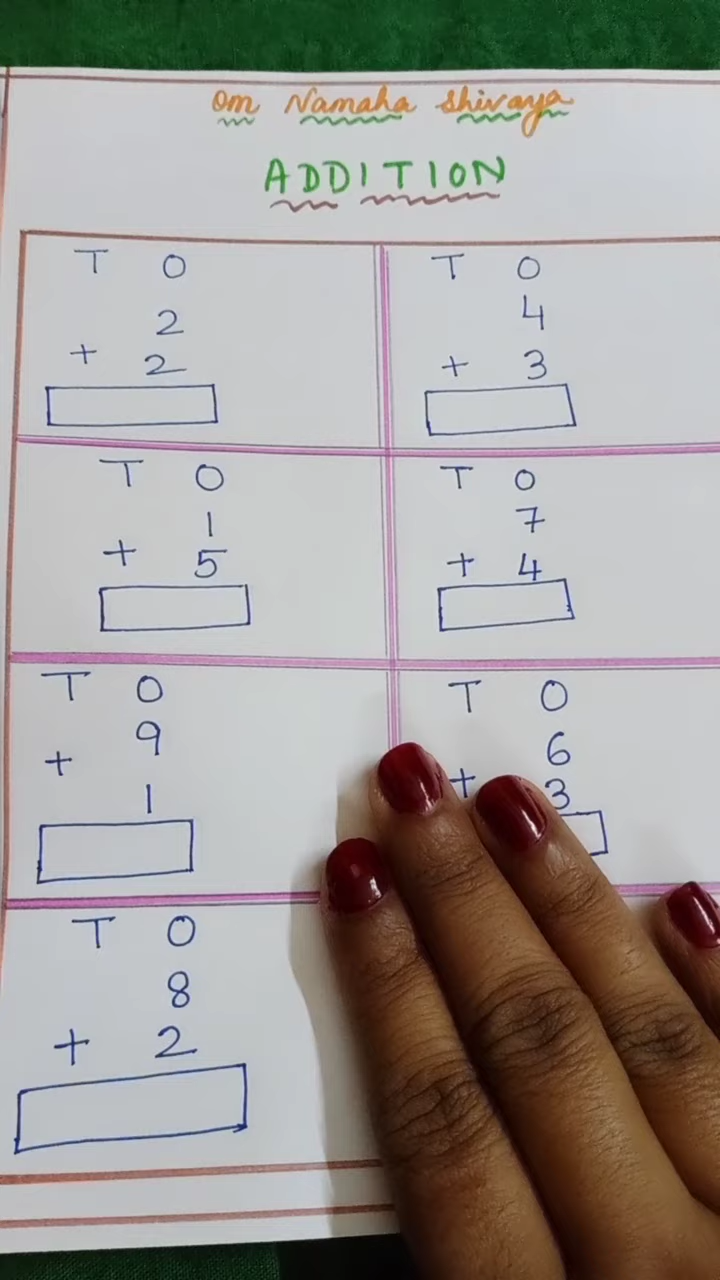 Om Namaha Shivaya
ADDITION
T O
2
+ 2
T O
4
+ 3
T O
1
+ 5
T O
7
+ 4
T O
9
+
1
T O
6
+ 3
T O
8
+ 2